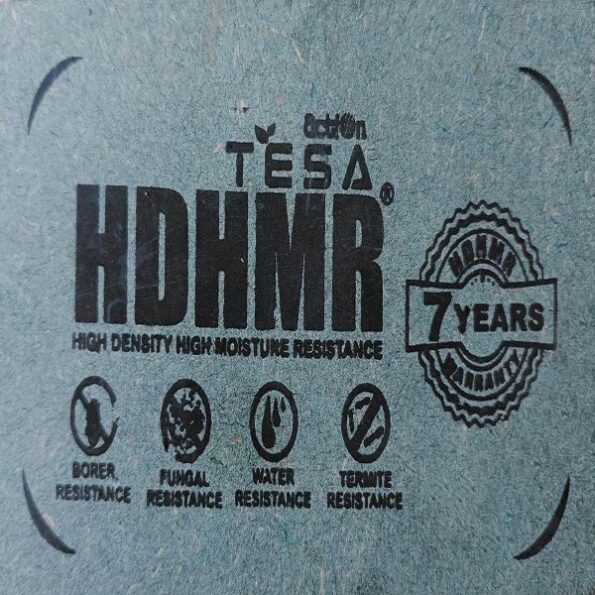 action
TESA
HDHMR®
HIGH DENSITY HIGH MOISTURE RESISTANCE
HDHMR
7 YEARS
WARRANTY
BORER RESISTANCE
FUNGAL RESISTANCE
WATER RESISTANCE
TERMITE RESISTANCE